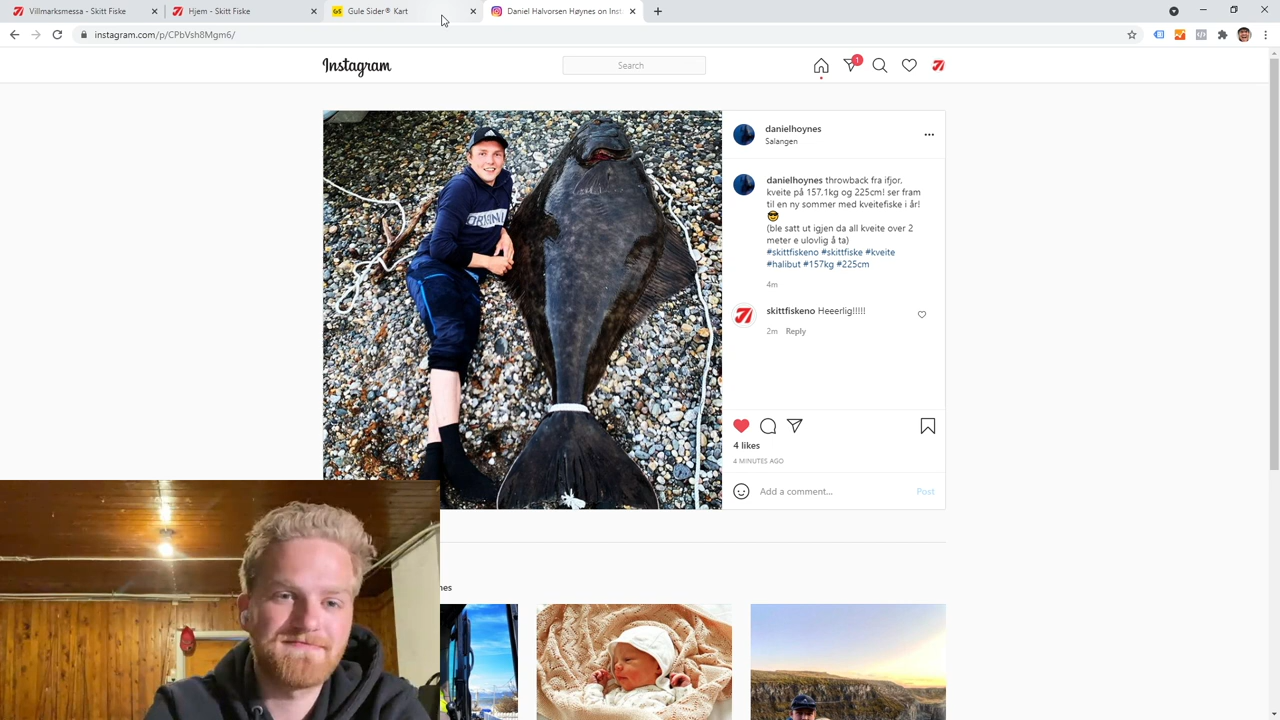 Villmarksmessa - Skitt Fiske
Hjem - Skitt Fiske
GS
Gule Sider® Kart
Daniel Halvorsen Høynes on Inst
instagram.com/p/CPbVsh8Mgm6/
Instagram
Search
1
danielhoynes
Salangen
danielhoynes throwback fra ifjor,
kveite på 157,1kg og 225cm! ser fram
til en ny sommer med kveitefiske i år!
(ble satt ut igjen da all kveite over 2
meter e ulovlig å ta)
#skittfiskeno #skittfiske #kveite
#halibut #157kg #225cm
4m
skittfiskeno Heeerlig!!!!!
2m Reply
4 likes
4 MINUTES AGO
Add a comment...
Post
nes